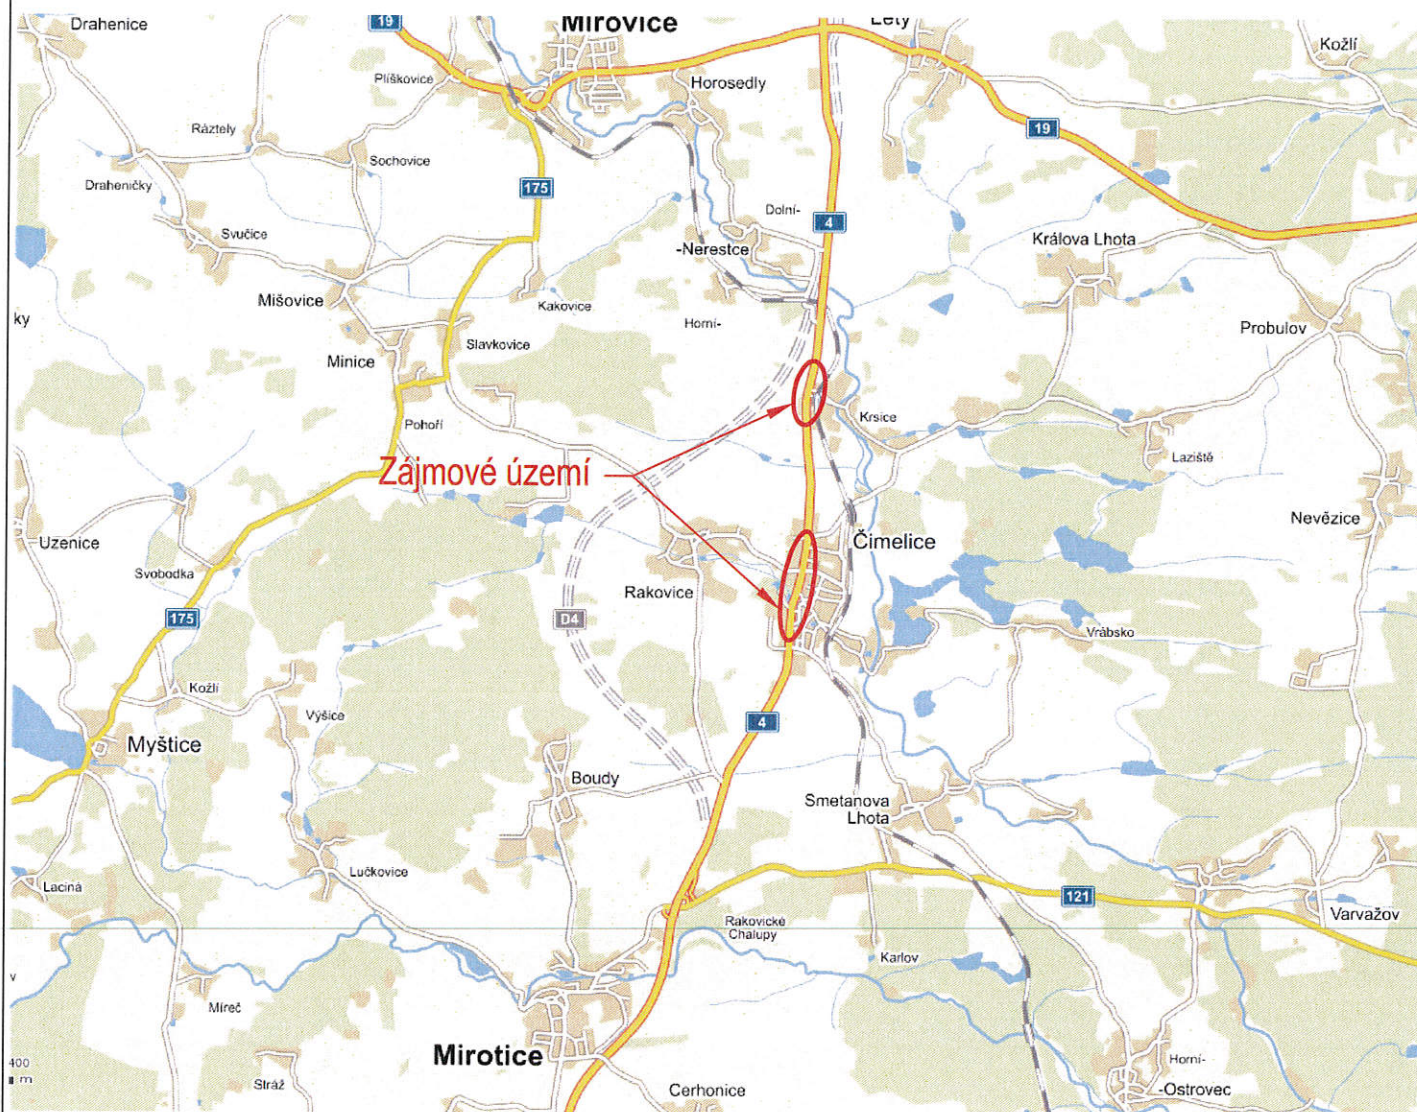 Drahenice
19
Mirovice
Lety
Kožlí
Plíškovice
Horosedly
19
Ráztely
Sochovice
Draheničky
175
Dolní-
4
Svučice
-Nerestce
Králova Lhota
Mišovice
Kakovice
ky
Horní-
Probulov
Slavkovice
Minice
Krsice
Pohoří
Laziště
Zájmové území
Nevězice
Uzenice
Čimelice
Svobodka
Rakovice
175
D4
Vrábsko
Kožlí
Výšice
4
Myštice
Boudy
Smetanova
Lhota
Lučkovice
Laciná
121
Rakovické
Chalupy
Varvažov
Karlov
v
Míreč
Mirotice
400
m
Stráž
Horní-
-Ostrovec
Cerhonice